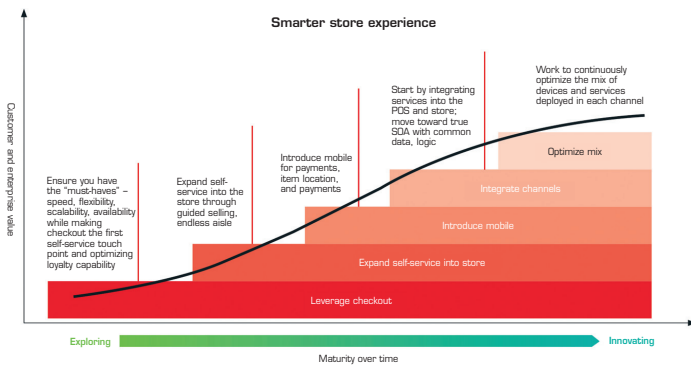 Smarter store experience
Customer and enterprise value
Ensure you have
the “must-haves” –
speed, flexibility,
scalability, availability
while making
checkout the first
self-service touch
point and optimizing
loyalty capability
Expand self-
service into the
store through
guided selling,
endless aisle
Introduce mobile
for payments,
item location,
and payments
Start by integrating
services into the
POS and store;
move toward true
SOA with common
data, logic
Work to continuously
optimize the mix of
devices and services
deployed in each channel
Optimize mix
Integrate channels
Introduce mobile
Expand self-service into store
Leverage checkout
Exploring
Innovating
Maturity over time